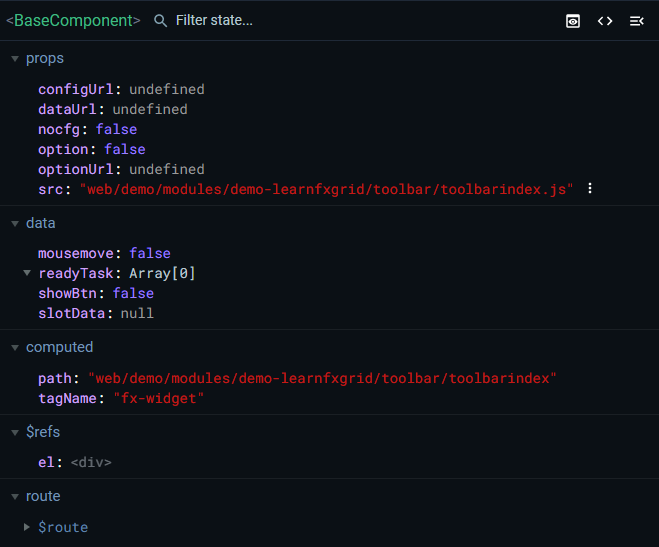 <BaseComponent> Filter state...
props
configUrl: undefined
dataUrl: undefined
nocfg: false
option: false
optionUrl: undefined
src: "web/demo/modules/demo-learnfxgrid/toolbar/toolbarindex.js"
data
mousemove: false
readyTask: Array[0]
showBtn: false
slotData: null
computed
path: "web/demo/modules/demo-learnfxgrid/toolbar/toolbarindex"
tagName: "fx-widget"
$refs
el: <div>
route
$route